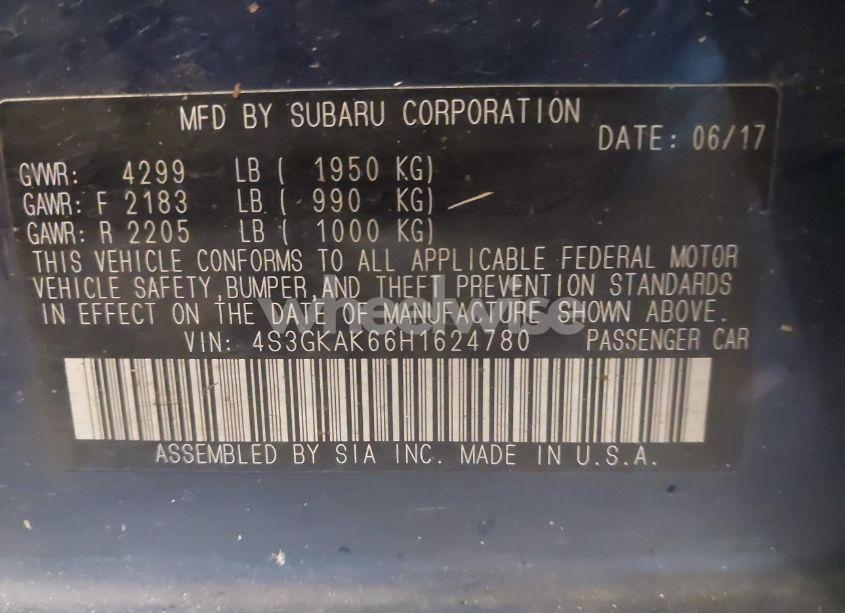 MFD BY SUBARU CORPORATION
DATE: 06/17
GVWR: 4299 LB ( 1950 KG)
GAWR: F 2183 LB ( 990 KG)
GAWR: R 2205 LB ( 1000 KG)
THIS VEHICLE CONFORMS TO ALL APPLICABLE FEDERAL MOTOR
VEHICLE SAFETY, BUMPER, AND THEFT PREVENTION STANDARDS
IN EFFECT ON THE DATE OF MANUFACTURE SHOWN ABOVE.
wheelwise
VIN: 4S3GKAK66H1624780 PASSENGER CAR
ASSEMBLED BY SIA INC. MADE IN U.S.A.